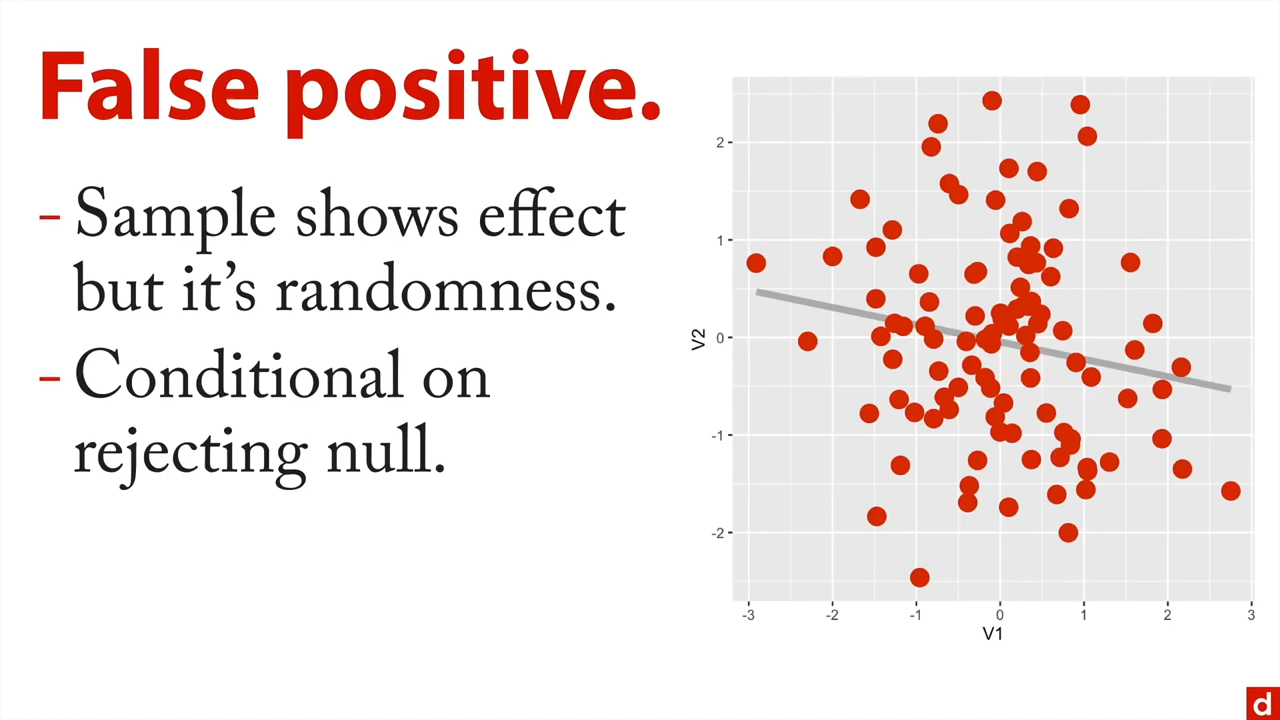 False positive.
– Sample shows effect
but it’s randomness.
– Conditional on
rejecting null.
2
1
0
-1
-2
V2
-3 -2 -1 0 1 2 3
V1
d